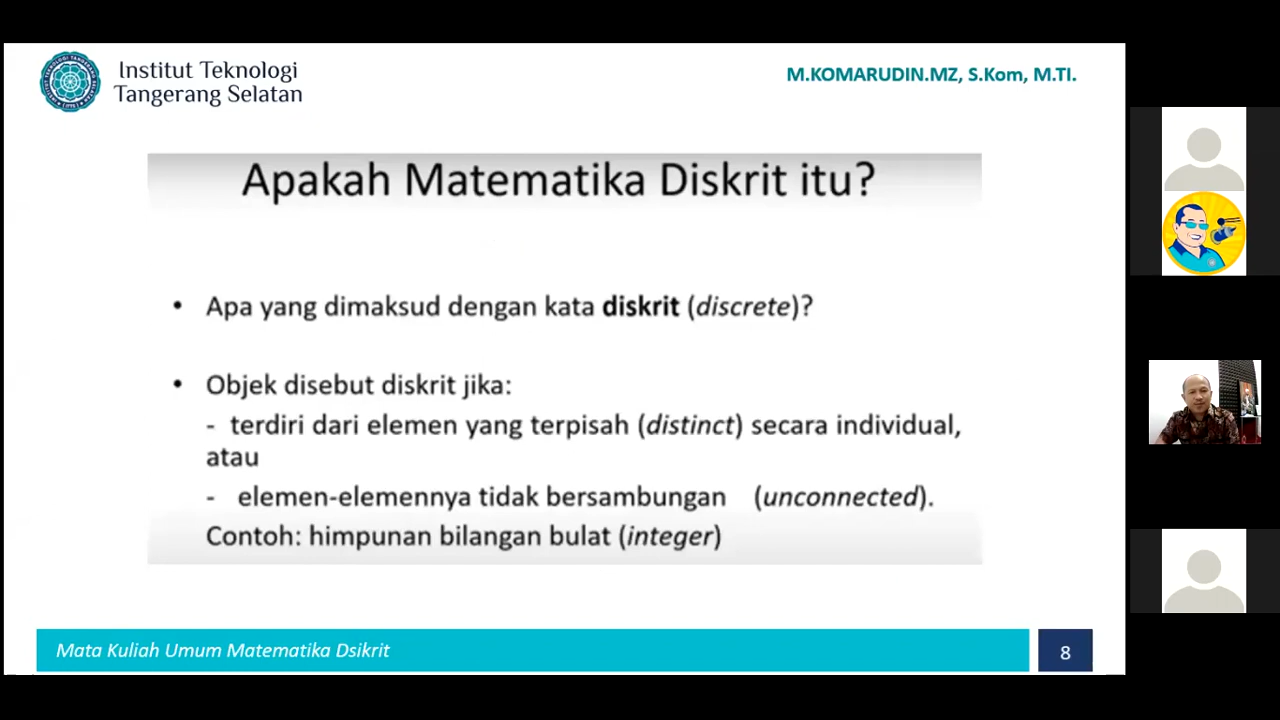 Institut Teknologi
Tangerang Selatan
M.KOMARUDIN.MZ, S.Kom, M.TI.
Apakah Matematika Diskrit itu?
• Apa yang dimaksud dengan kata diskrit (discrete)?
• Objek disebut diskrit jika:
- terdiri dari elemen yang terpisah (distinct) secara individual,
atau
- elemen-elemennya tidak bersambungan (unconnected).
Contoh: himpunan bilangan bulat (integer)
Mata Kuliah Umum Matematika Dsikrit
8